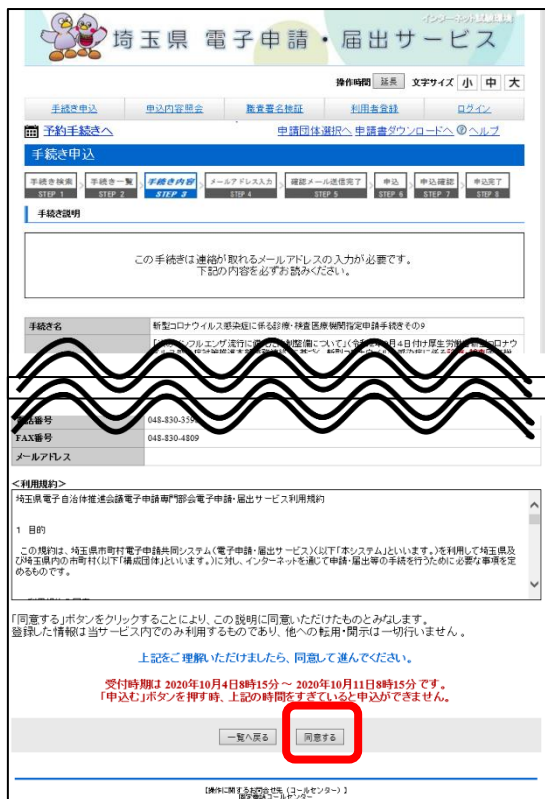 インターネット試験環境
埼玉県 電子申請・届出サービス
操作時間 延長 文字サイズ 小 中 大
手続き申込 申込内容照会 職責署名検証 利用者登録 ログイン
予約手続きへ 申請団体選択へ 申請書ダウンロードへ ヘルプ
手続き申込
手続き検索 手続き一覧 手続き内容 メールアドレス入力 確認メール送信完了 申込 申込確認 申込完了
STEP 1 STEP 2 STEP 3 STEP 4 STEP 5 STEP 6 STEP 7 STEP 8
手続き説明
この手続きは連絡が取れるメールアドレスの入力が必要です。
下記の内容を必ずお読みください。
手続き名 新型コロナウイルス感染症に係る診療・検査医療機関指定申請手続きその9
電話番号 048-830-35
FAX番号 048-830-4809
メールアドレス
<利用規約>
埼玉県電子自治体推進会議電子申請専門部会電子申請・届出サービス利用規約
1 目的
この規約は、埼玉県市町村電子申請共同システム(電子申請・届出サービス)(以下「本システム」といいます。)を利用して埼玉県及
び埼玉県内の市町村(以下「構成団体」といいます。)に対し、インターネットを通じて申請・届出等の手続を行うために必要な事項を定
めるものです。
「同意する」ボタンをクリックすることにより、この説明に同意いただけたものとみなします。
登録した情報は当サービス内でのみ利用するものであり、他への転用・開示は一切行いません。
上記をご理解いただけましたら、同意して進んでください。
受付時期は 2020年10月4日8時15分 ~ 2020年10月11日8時15分 です。
「申込む」ボタンを押す時、上記の時間をすぎていると申込ができません。
一覧へ戻る 同意する
【操作に関するお問合せ先(コールセンター)】
固定電話コールセンター